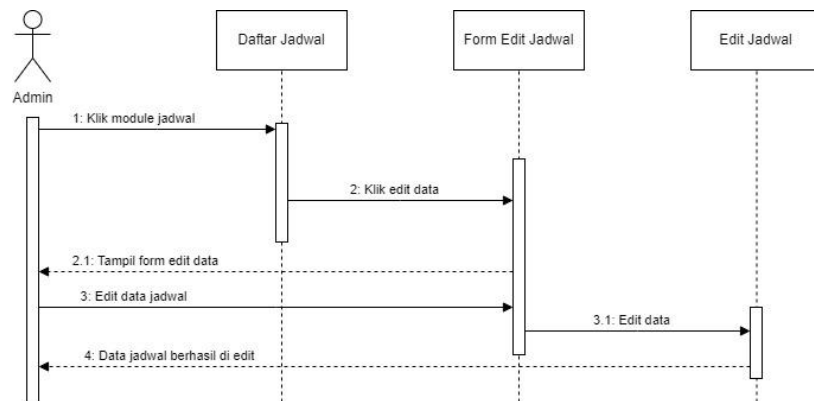 Daftar Jadwal
Form Edit Jadwal
Edit Jadwal
Admin
1: Klik module jadwal
2: Klik edit data
2.1: Tampil form edit data
3: Edit data jadwal
3.1: Edit data
4: Data jadwal berhasil di edit